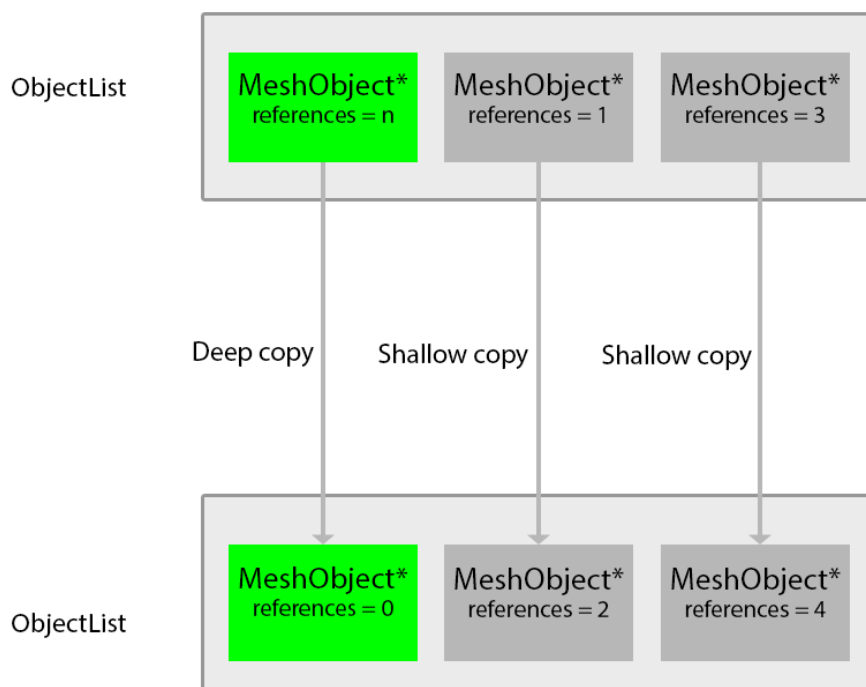 ObjectList
MeshObject*
references = n
MeshObject*
references = 1
MeshObject*
references = 3
Deep copy
Shallow copy
Shallow copy
ObjectList
MeshObject*
references = 0
MeshObject*
references = 2
MeshObject*
references = 4